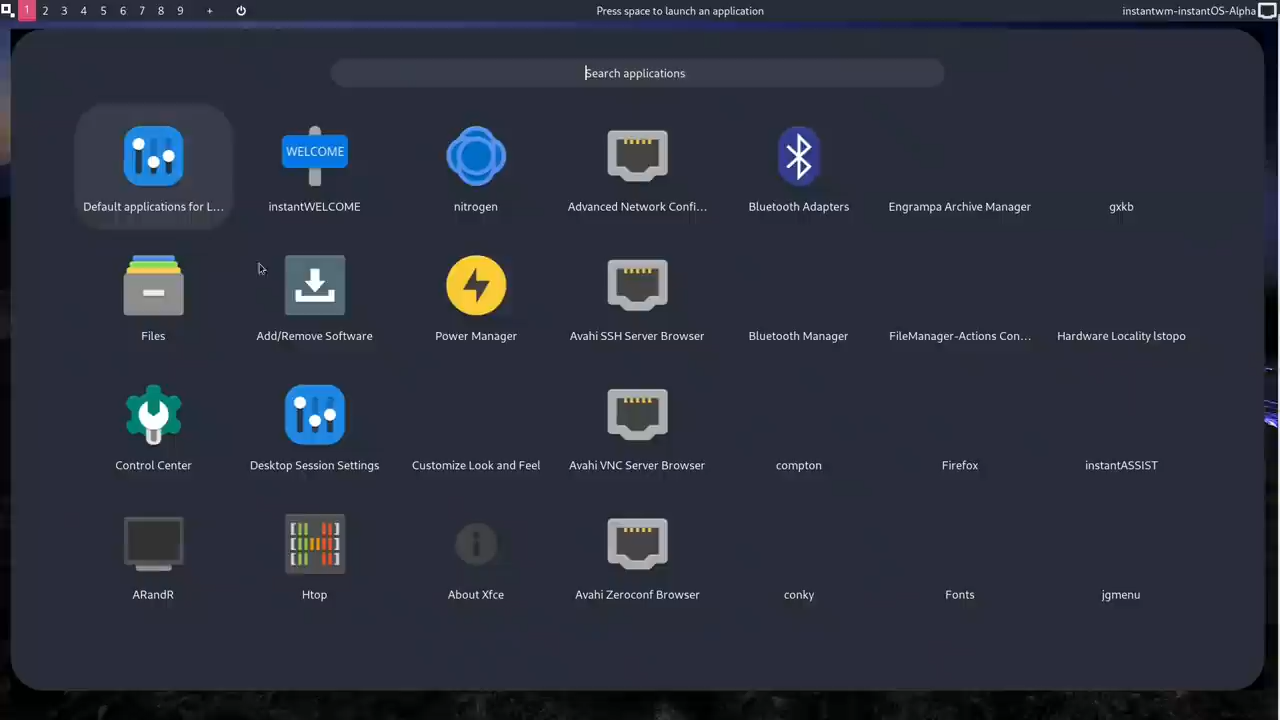 1 2 3 4 5 6 7 8 9 + Press space to launch an application instantwm-instantOS-Alpha
Search applications
WELCOME
Default applications for L... instantWELCOME nitrogen Advanced Network Confi... Bluetooth Adapters Engrampa Archive Manager gxkb
Files Add/Remove Software Power Manager Avahi SSH Server Browser Bluetooth Manager FileManager-Actions Con... Hardware Locality lstopo
Control Center Desktop Session Settings Customize Look and Feel Avahi VNC Server Browser compton Firefox instantASSIST
ARandR Htop About Xfce Avahi Zeroconf Browser conky Fonts jgmenu